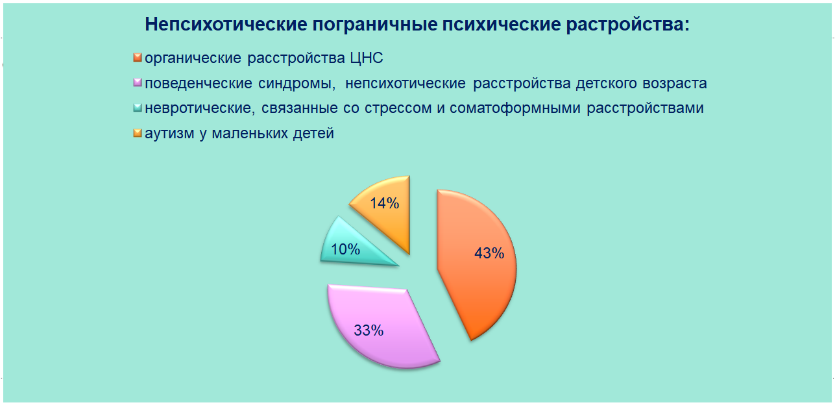 Непсихотические пограничные психические растройства:
органические расстройства ЦНС
поведенческие синдромы, непсихотические расстройства детского возраста
невротические, связанные со стрессом и соматоформными расстройствами
аутизм у маленьких детей
14%
43%
10%
33%